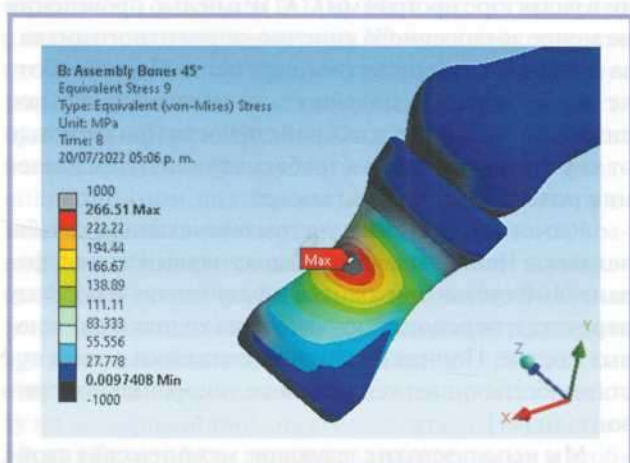 B: Assembly Bones 45°
Equivalent Stress 9
Type: Equivalent (von-Mises) Stress
Unit: MPa
Time: 8
20/07/2022 05:06 p. m.
1000
266.51 Max
222.22
194.44
166.67
138.89
111.11
83.333
55.556
27.778
0.0097408 Min
-1000
Max
Y
Z
X